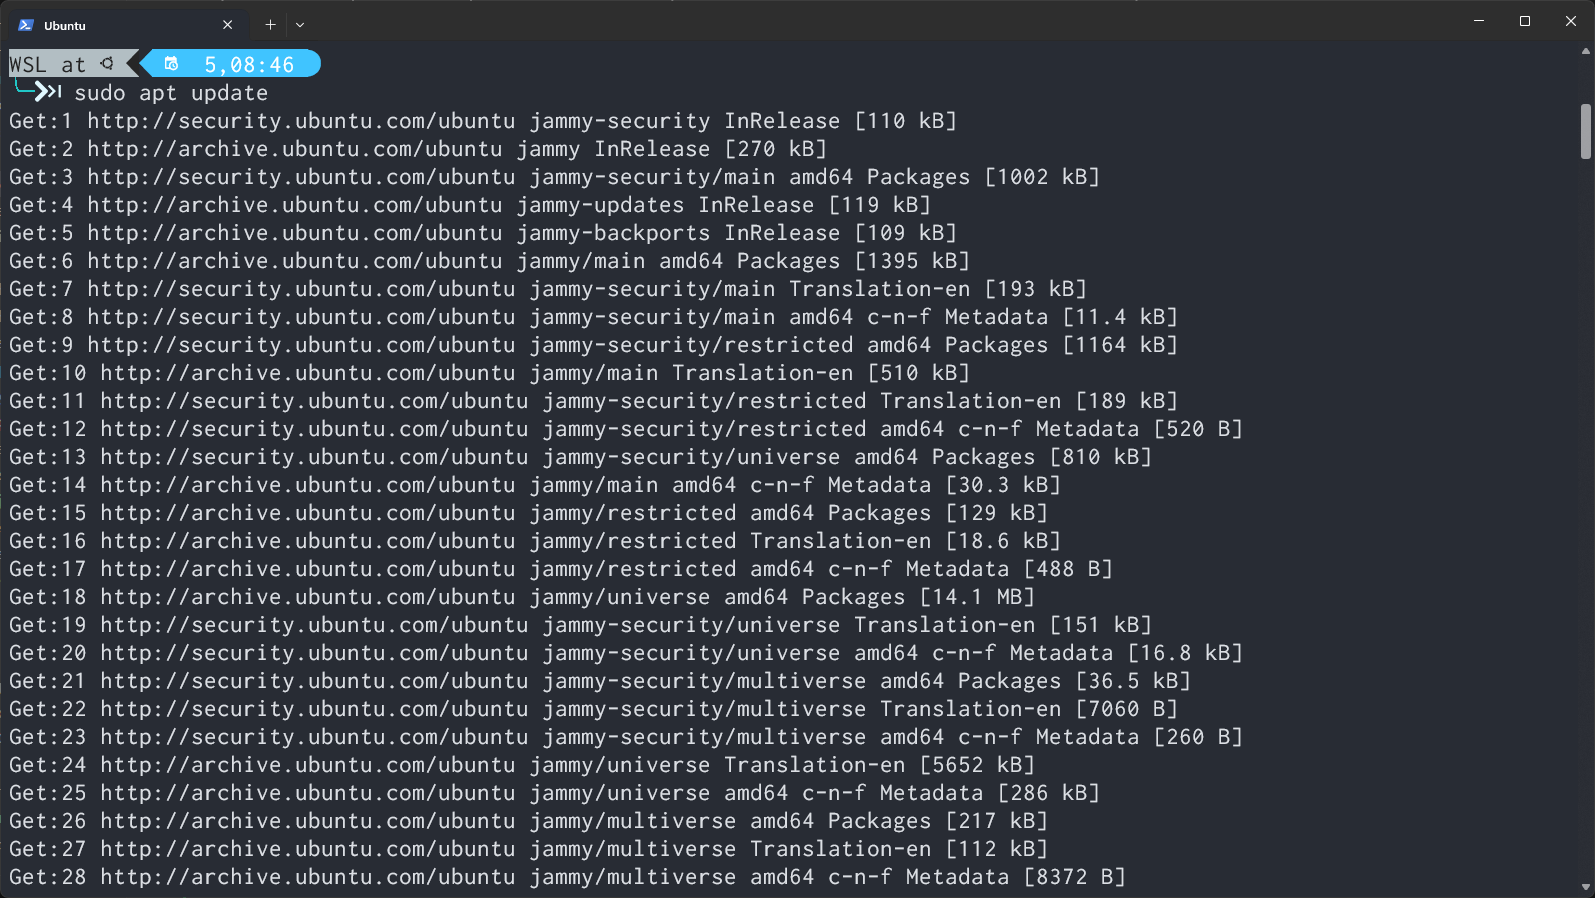 Ubuntu
WSL at 5,08:46
sudo apt update
Get:1 http://security.ubuntu.com/ubuntu jammy-security InRelease [110 kB]
Get:2 http://archive.ubuntu.com/ubuntu jammy InRelease [270 kB]
Get:3 http://security.ubuntu.com/ubuntu jammy-security/main amd64 Packages [1002 kB]
Get:4 http://archive.ubuntu.com/ubuntu jammy-updates InRelease [119 kB]
Get:5 http://archive.ubuntu.com/ubuntu jammy-backports InRelease [109 kB]
Get:6 http://archive.ubuntu.com/ubuntu jammy/main amd64 Packages [1395 kB]
Get:7 http://security.ubuntu.com/ubuntu jammy-security/main Translation-en [193 kB]
Get:8 http://security.ubuntu.com/ubuntu jammy-security/main amd64 c-n-f Metadata [11.4 kB]
Get:9 http://security.ubuntu.com/ubuntu jammy-security/restricted amd64 Packages [1164 kB]
Get:10 http://archive.ubuntu.com/ubuntu jammy/main Translation-en [510 kB]
Get:11 http://security.ubuntu.com/ubuntu jammy-security/restricted Translation-en [189 kB]
Get:12 http://security.ubuntu.com/ubuntu jammy-security/restricted amd64 c-n-f Metadata [520 B]
Get:13 http://security.ubuntu.com/ubuntu jammy-security/universe amd64 Packages [810 kB]
Get:14 http://archive.ubuntu.com/ubuntu jammy/main amd64 c-n-f Metadata [30.3 kB]
Get:15 http://archive.ubuntu.com/ubuntu jammy/restricted amd64 Packages [129 kB]
Get:16 http://archive.ubuntu.com/ubuntu jammy/restricted Translation-en [18.6 kB]
Get:17 http://archive.ubuntu.com/ubuntu jammy/restricted amd64 c-n-f Metadata [488 B]
Get:18 http://archive.ubuntu.com/ubuntu jammy/universe amd64 Packages [14.1 MB]
Get:19 http://security.ubuntu.com/ubuntu jammy-security/universe Translation-en [151 kB]
Get:20 http://security.ubuntu.com/ubuntu jammy-security/universe amd64 c-n-f Metadata [16.8 kB]
Get:21 http://security.ubuntu.com/ubuntu jammy-security/multiverse amd64 Packages [36.5 kB]
Get:22 http://security.ubuntu.com/ubuntu jammy-security/multiverse Translation-en [7060 B]
Get:23 http://security.ubuntu.com/ubuntu jammy-security/multiverse amd64 c-n-f Metadata [260 B]
Get:24 http://archive.ubuntu.com/ubuntu jammy/universe Translation-en [5652 kB]
Get:25 http://archive.ubuntu.com/ubuntu jammy/universe amd64 c-n-f Metadata [286 kB]
Get:26 http://archive.ubuntu.com/ubuntu jammy/multiverse amd64 Packages [217 kB]
Get:27 http://archive.ubuntu.com/ubuntu jammy/multiverse Translation-en [112 kB]
Get:28 http://archive.ubuntu.com/ubuntu jammy/multiverse amd64 c-n-f Metadata [8372 B]